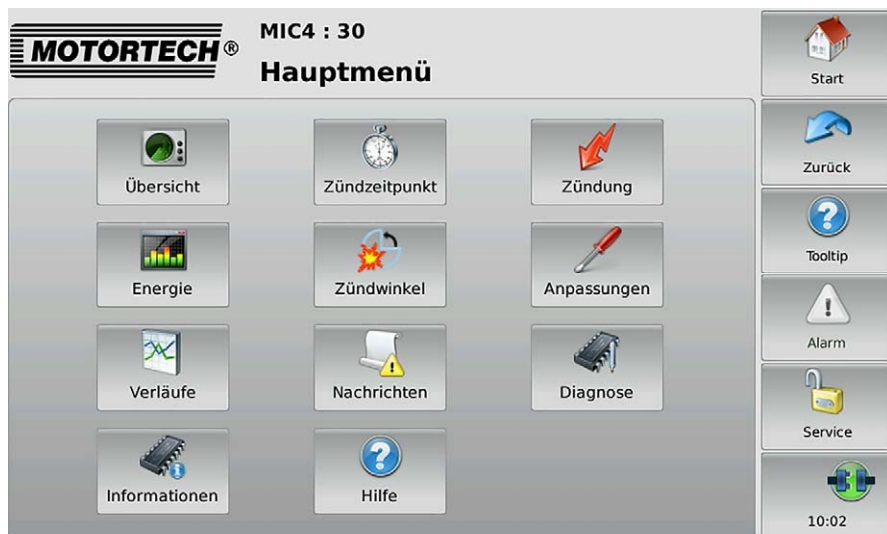 MOTORTECH®
MIC4 : 30
Hauptmenü
Start
Zurück
Tooltip
Alarm
Service
10:02
Übersicht
Zündzeitpunkt
Zündung
Energie
Zündwinkel
Anpassungen
Verläufe
Nachrichten
Diagnose
Informationen
Hilfe